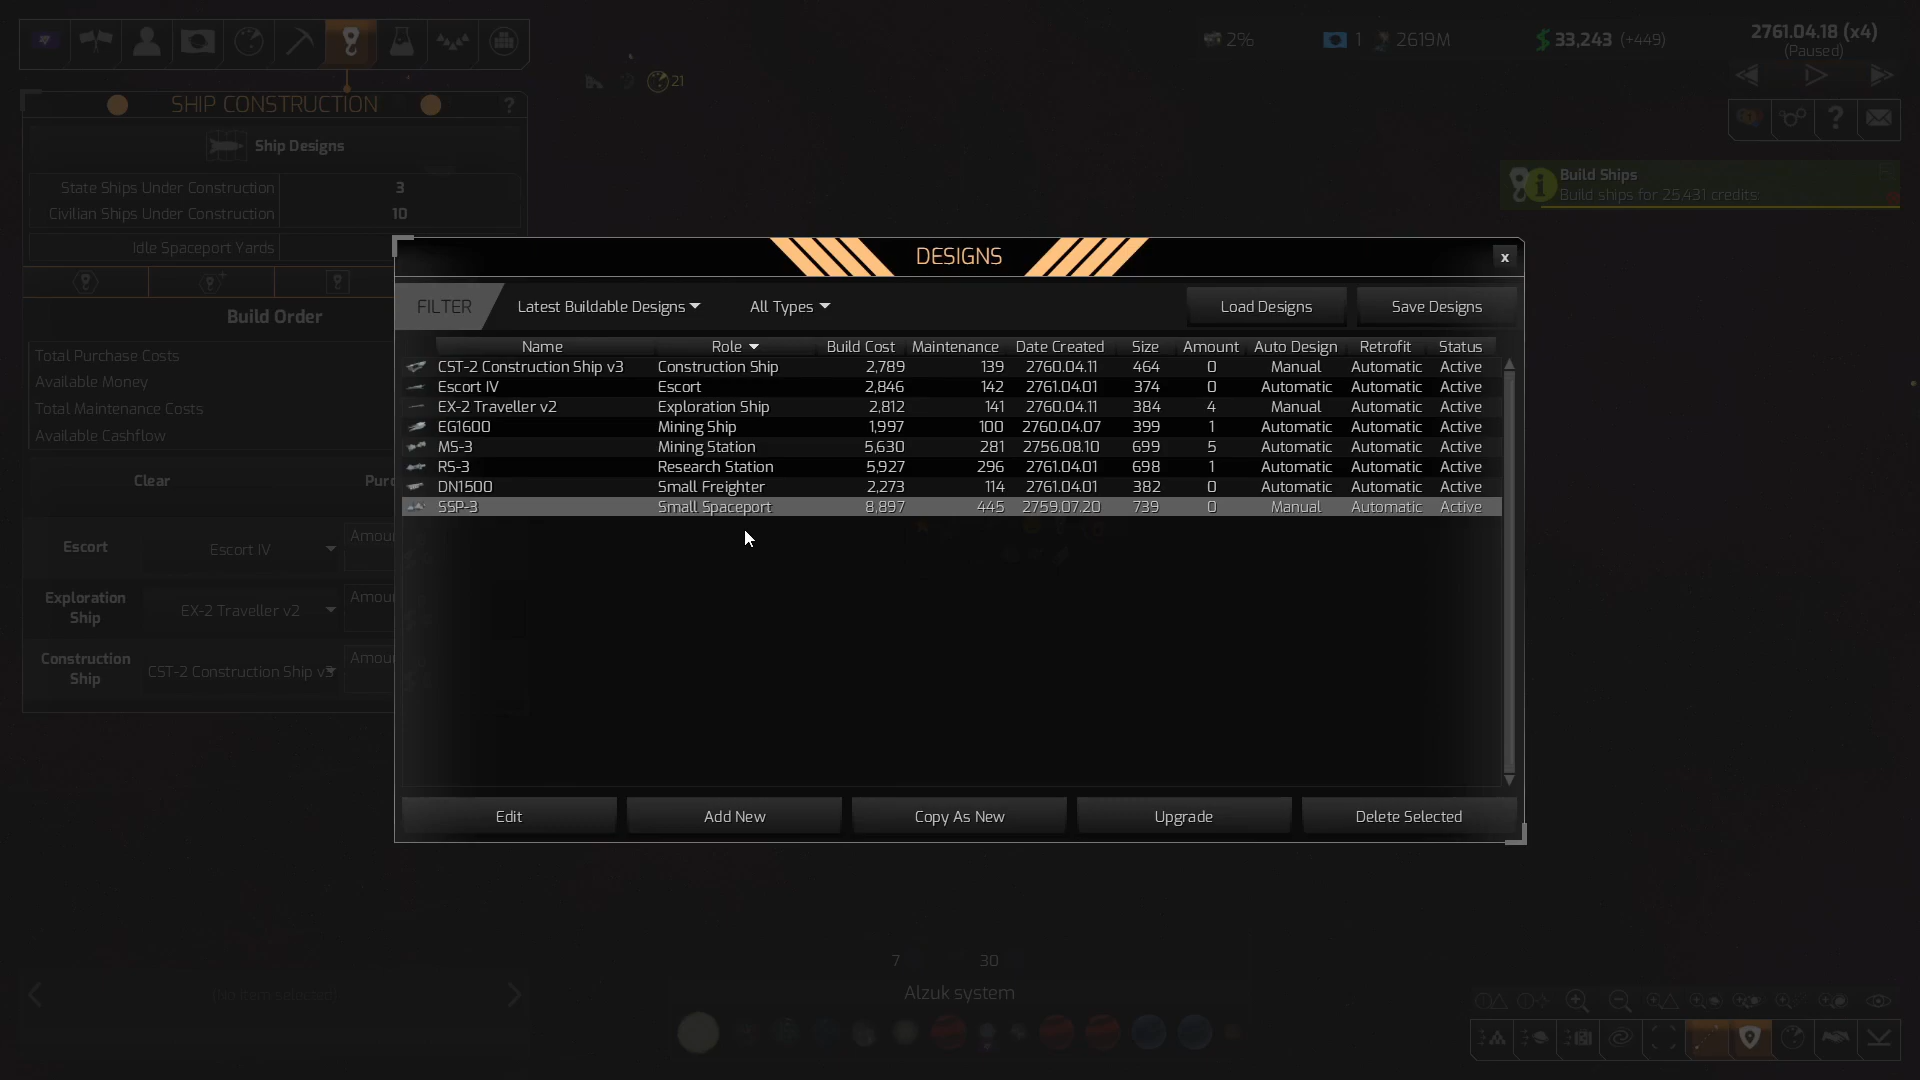 2%
1
2619M
33,243 (+449)
2761.04.18 (x4)
(Paused)
21
SHIP CONSTRUCTION
?
?
Ship Designs
State Ships Under Construction 3
Civilian Ships Under Construction 10
Idle Spaceport Yards
Build Ships
Build ships for 25,431 credits
Build Order
Total Purchase Costs
Available Money
Total Maintenance Costs
Available Cashflow
Clear
Purc
Escort
Escort IV
Amou
Exploration
Ship
EX-2 Traveller v2
Amou
Construction
Ship
CST-2 Construction Ship v3
Amou
DESIGNS
x
FILTER
Latest Buildable Designs
All Types
Load Designs
Save Designs
Name Role Build Cost Maintenance Date Created Size Amount Auto Design Retrofit Status
CST-2 Construction Ship v3 Construction Ship 2,789 139 2760.04.11 464 0 Manual Automatic Active
Escort IV Escort 2,846 142 2761.04.01 374 0 Automatic Automatic Active
EX-2 Traveller v2 Exploration Ship 2,812 141 2760.04.11 384 4 Manual Automatic Active
EG1600 Mining Ship 1,997 100 2760.04.07 399 1 Automatic Automatic Active
MS-3 Mining Station 5,630 281 2756.08.10 699 5 Automatic Automatic Active
RS-3 Research Station 5,927 296 2761.04.01 698 1 Automatic Automatic Active
DN1500 Small Freighter 2,273 114 2761.04.01 382 0 Automatic Automatic Active
SSP-3 Small Spaceport 8,897 445 2759.07.20 739 0 Manual Automatic Active
Edit
Add New
Copy As New
Upgrade
Delete Selected
7
30
(No item selected)
Alzuk system